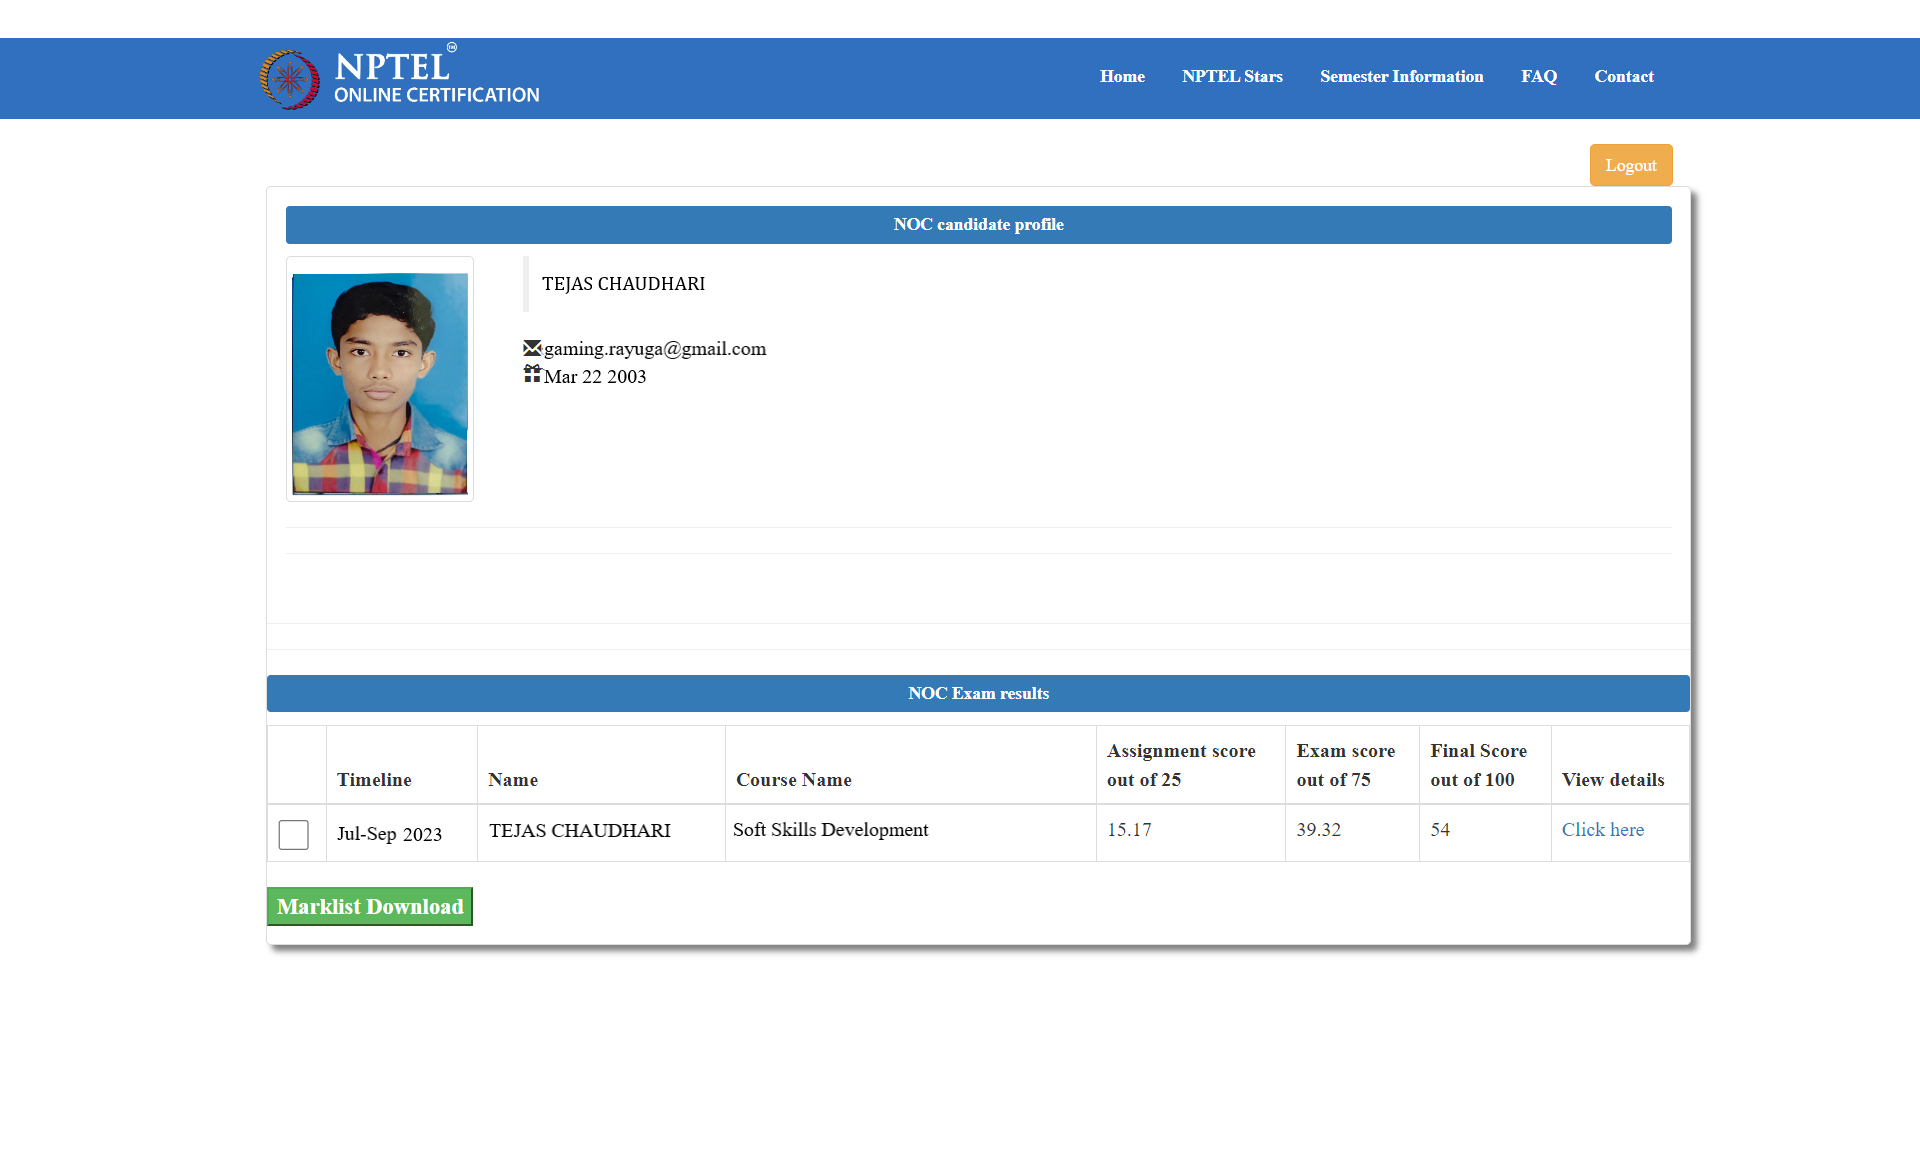 NPTEL
ONLINE CERTIFICATION
Home
NPTEL Stars
Semester Information
FAQ
Contact
Logout
NOC candidate profile
TEJAS CHAUDHARI
gaming.rayuga@gmail.com
Mar 22 2003
NOC Exam results
Timeline
Name
Course Name
Assignment score
out of 25
Exam score
out of 75
Final Score
out of 100
View details
Jul-Sep 2023
TEJAS CHAUDHARI
Soft Skills Development
15.17
39.32
54
Click here
Marklist Download